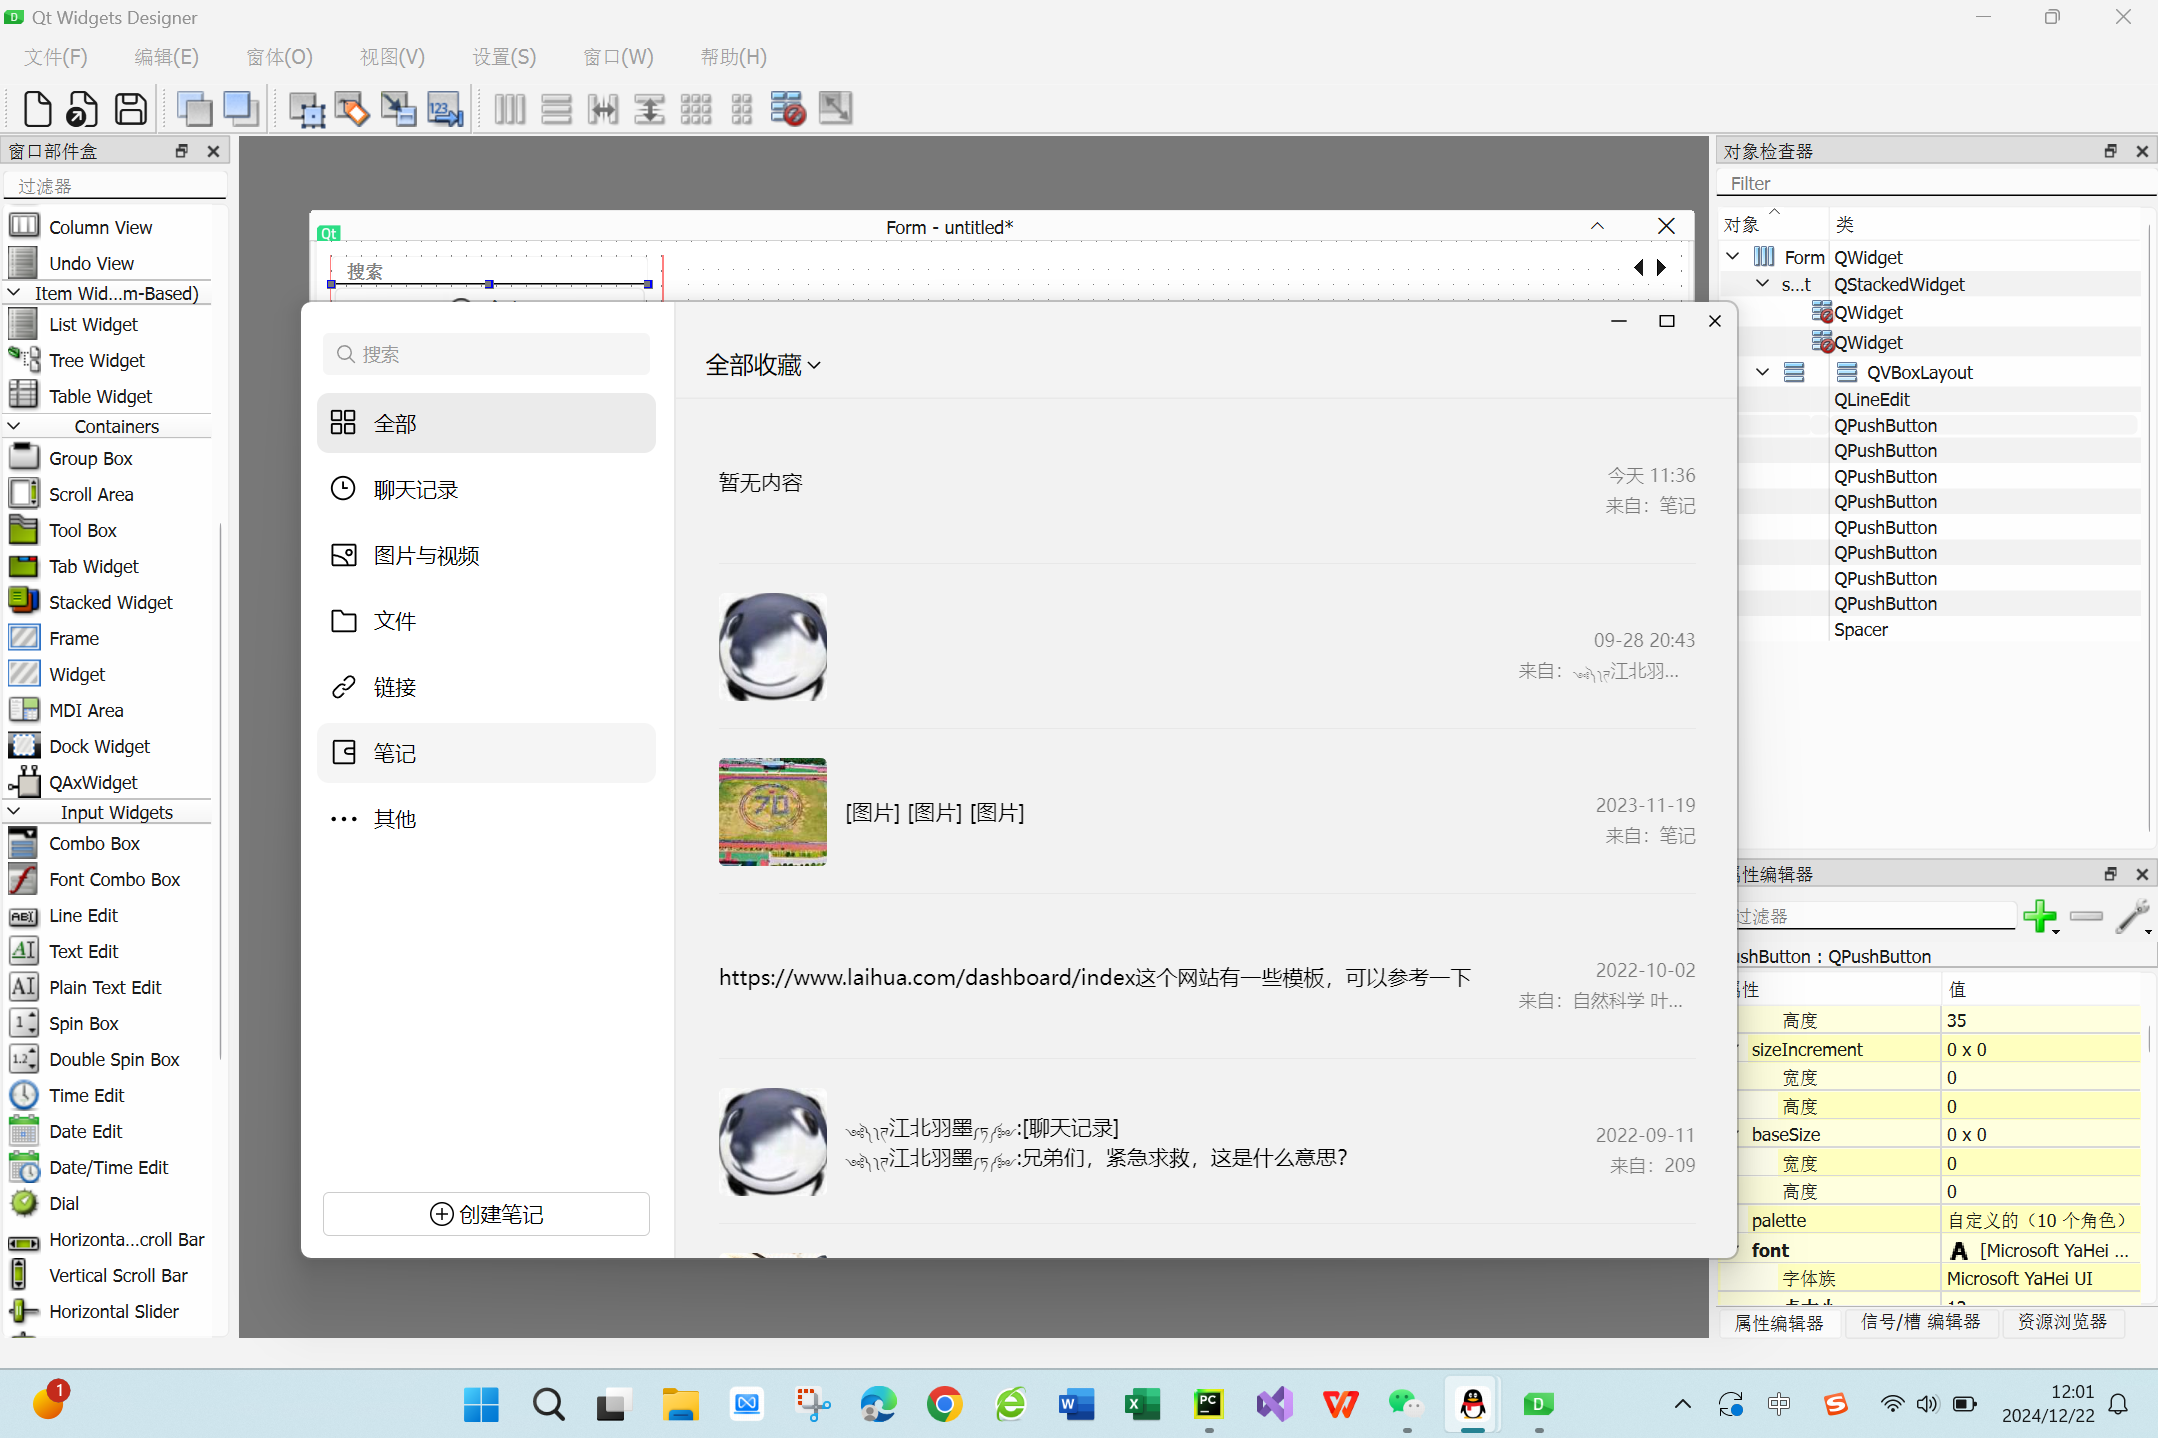 Qt Widgets Designer
文件(F) 编辑(E) 窗体(O) 视图(V) 设置(S) 窗口(W) 帮助(H)
窗口部件盒
过滤器
Column View
Undo View
Item Wid...m-Based)
List Widget
Tree Widget
Table Widget
Containers
Group Box
Scroll Area
Tool Box
Tab Widget
Stacked Widget
Frame
Widget
MDI Area
Dock Widget
QAxWidget
Input Widgets
Combo Box
Font Combo Box
Line Edit
Text Edit
Plain Text Edit
Spin Box
Double Spin Box
Time Edit
Date Edit
Date/Time Edit
Dial
Horizonta...croll Bar
Vertical Scroll Bar
Horizontal Slider
Form - untitled*
搜索
搜索
全部
聊天记录
图片与视频
文件
链接
笔记
其他
创建笔记
全部收藏
暂无内容
今天 11:36
来自：笔记
09-28 20:43
江北羽...
[图片] [图片] [图片]
2023-11-19
来自：笔记
https://www.laihua.com/dashboard/index这个网站有一些模板，可以参考一下
2022-10-02
来自：自然科学 叶...
江北羽墨:[聊天记录]
江北羽墨:兄弟们，紧急求救，这是什么意思？
2022-09-11
来自：209
对象检查器
Filter
对象 类
Form QWidget
s...t QStackedWidget
QWidget
QWidget
QVBoxLayout
QLineEdit
QPushButton
QPushButton
QPushButton
QPushButton
QPushButton
QPushButton
QPushButton
QPushButton
Spacer
性编辑器
过滤器
shButton : QPushButton
性 值
高度 35
sizeIncrement 0 x 0
宽度 0
高度 0
baseSize 0 x 0
宽度 0
高度 0
palette 自定义的（10 个角色）
font A [Microsoft YaHei ...
字体族 Microsoft YaHei UI
属性编辑器 信号/槽 编辑器 资源浏览器
1
中
12:01
2024/12/22